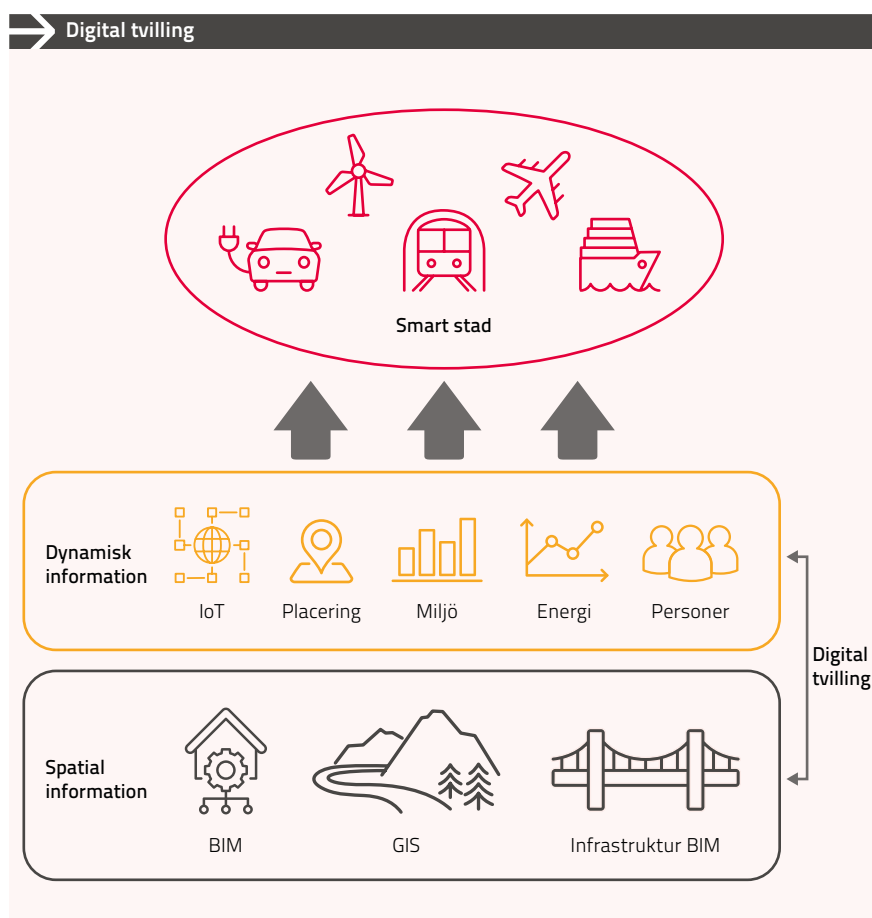 Digital tvilling
Smart stad
Dynamisk
information
IoT
Placering
Miljö
Energi
Personer
Digital
tvilling
Spatial
information
BIM
GIS
Infrastruktur BIM